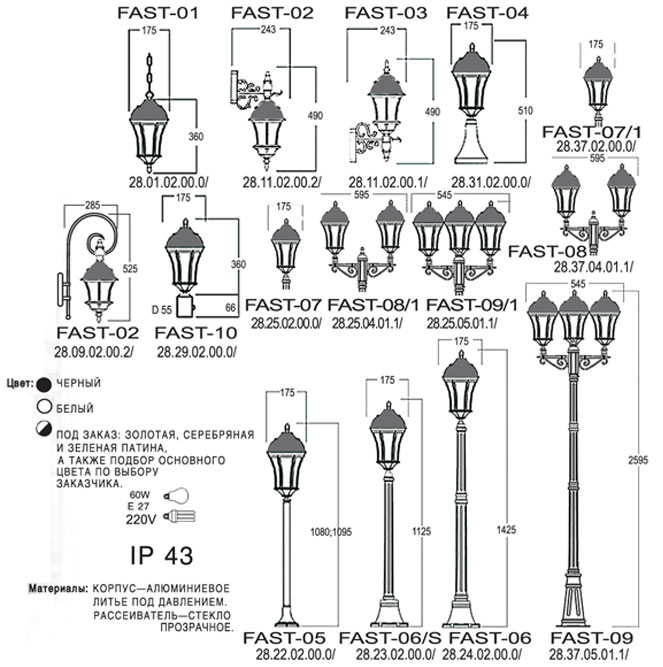 FAST-01
175
360
28.01.02.00.0/
FAST-02
243
490
28.11.02.00.2/
FAST-03
243
490
28.11.02.00.1/
FAST-04
175
510
28.31.02.00.0/
175
FAST-07/1
28.37.02.00.0/
285
525
FAST-02
28.09.02.00.2/
175
360
D 55
66
FAST-10
28.29.02.00.0/
175
FAST-07
28.25.02.00.0/
595
FAST-08/1
28.25.04.01.1/
545
FAST-09/1
28.25.05.01.1/
595
FAST-08
28.37.04.01.1/
Цвет:
ЧЕРНЫЙ
БЕЛЫЙ
ПОД ЗАКАЗ: ЗОЛОТАЯ, СЕРЕБРЯНАЯ
И ЗЕЛЕНАЯ ПАТИНА,
А ТАКЖЕ ПОДБОР ОСНОВНОГО
ЦВЕТА ПО ВЫБОРУ
ЗАКАЗЧИКА.
60W
E 27
220V
IP 43
Материалы: КОРПУС—АЛЮМИНИЕВОЕ
ЛИТЬЕ ПОД ДАВЛЕНИЕМ.
РАССЕИВАТЕЛЬ—СТЕКЛО
ПРОЗРАЧНОЕ.
175
1080;1095
FAST-05
28.22.02.00.0/
175
1125
FAST-06/S
28.23.02.00.0/
175
1425
FAST-06
28.24.02.00.0/
545
2595
FAST-09
28.37.05.01.1/